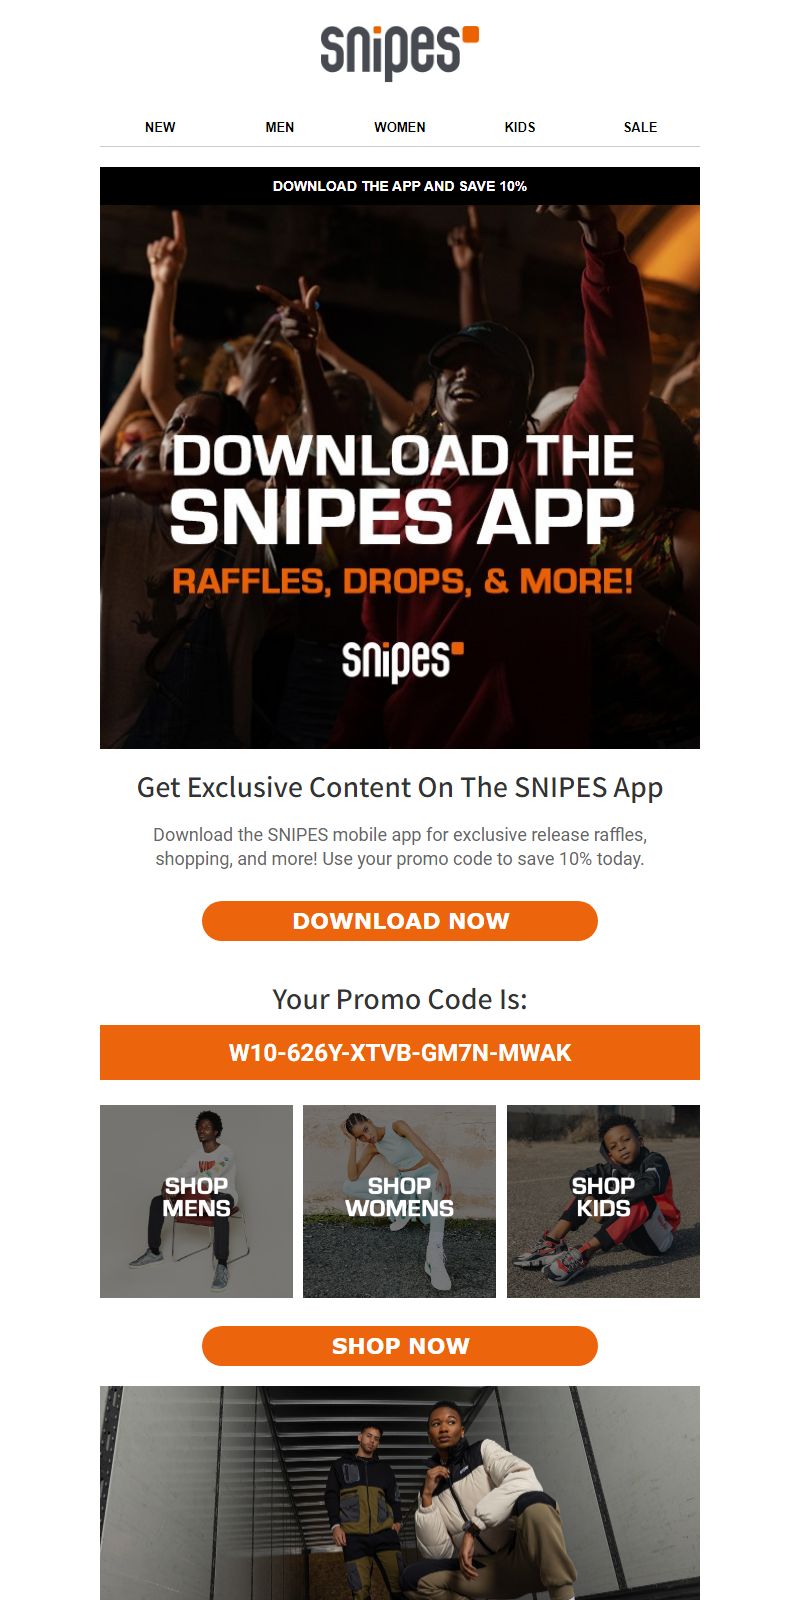 snipes
NEW MEN WOMEN KIDS SALE
DOWNLOAD THE APP AND SAVE 10%
DOWNLOAD THE
SNIPES APP
RAFFLES, DROPS, & MORE!
snipes
Get Exclusive Content On The SNIPES App
Download the SNIPES mobile app for exclusive release raffles,
shopping, and more! Use your promo code to save 10% today.
DOWNLOAD NOW
Your Promo Code Is:
W10-626Y-XTVB-GM7N-MWAK
SHOP
MENS
SHOP
WOMENS
SHOP
KIDS
SHOP NOW